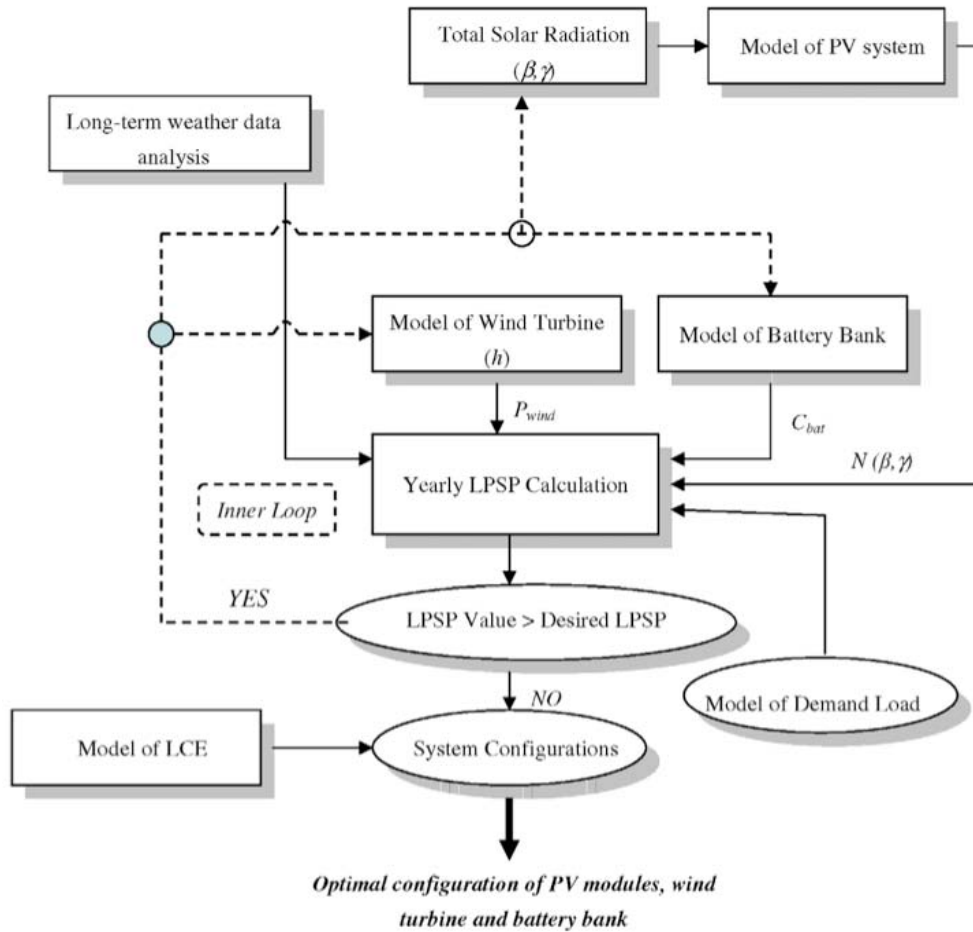 Total Solar Radiation
(β,γ)
Model of PV system
Long-term weather data
analysis
Model of Wind Turbine
(h)
Model of Battery Bank
P_wind
C_bat
N (β,γ)
Yearly LPSP Calculation
Inner Loop
YES
LPSP Value > Desired LPSP
NO
Model of Demand Load
Model of LCE
System Configurations
Optimal configuration of PV modules, wind
turbine and battery bank